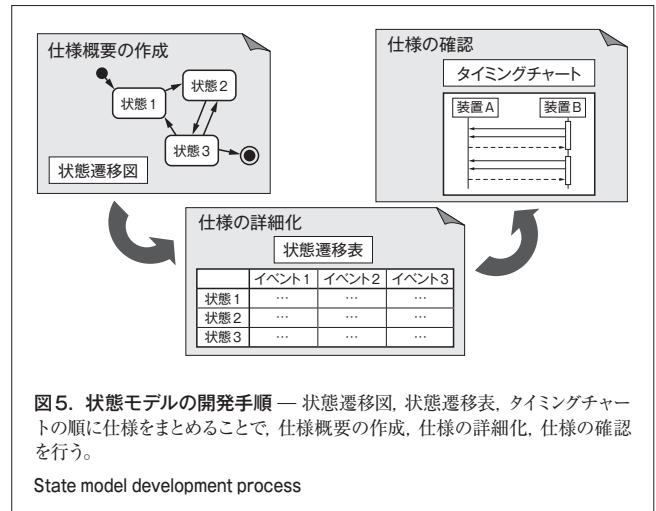 仕様概要の作成
状態1
状態2
状態3
状態遷移図
仕様の確認
タイミングチャート
装置A 装置B
仕様の詳細化
状態遷移表
イベント1 イベント2 イベント3
状態1 … … …
状態2 … … …
状態3 … … …
図5. 状態モデルの開発手順 — 状態遷移図, 状態遷移表, タイミングチャー
トの順に仕様をまとめることで, 仕様概要の作成, 仕様の詳細化, 仕様の確認
を行う。
State model development process